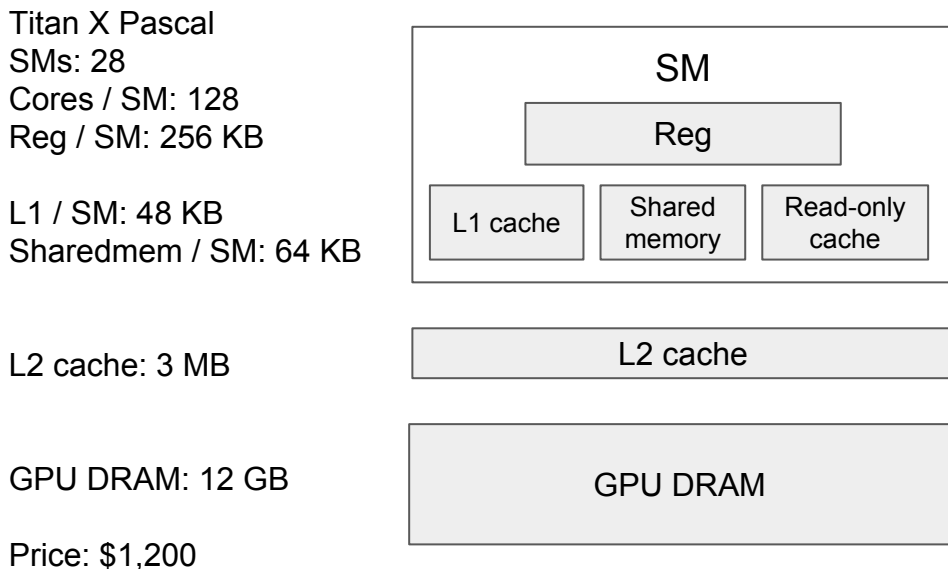 Titan X Pascal
SMs: 28
Cores / SM: 128
Reg / SM: 256 KB
L1 / SM: 48 KB
Sharedmem / SM: 64 KB
L2 cache: 3 MB
GPU DRAM: 12 GB
Price: $1,200
SM
Reg
L1 cache
Shared
memory
Read-only
cache
L2 cache
GPU DRAM